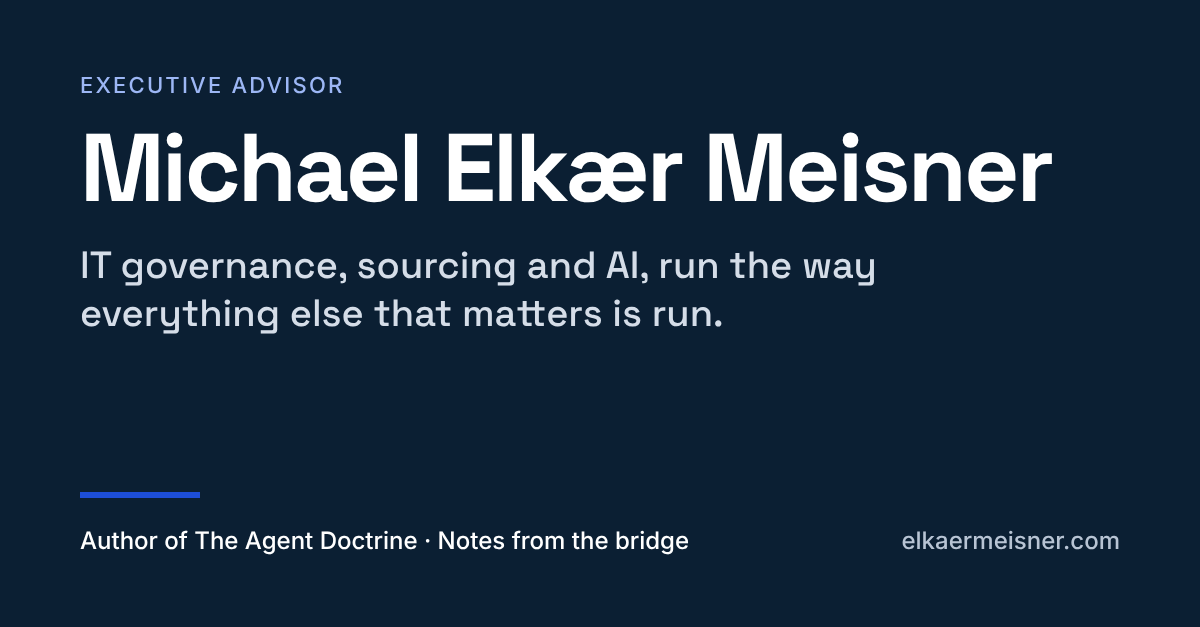 EXECUTIVE ADVISOR
Michael Elkær Meisner
IT governance, sourcing and AI, run the way
everything else that matters is run.
Author of The Agent Doctrine · Notes from the bridge
elkaermeisner.com